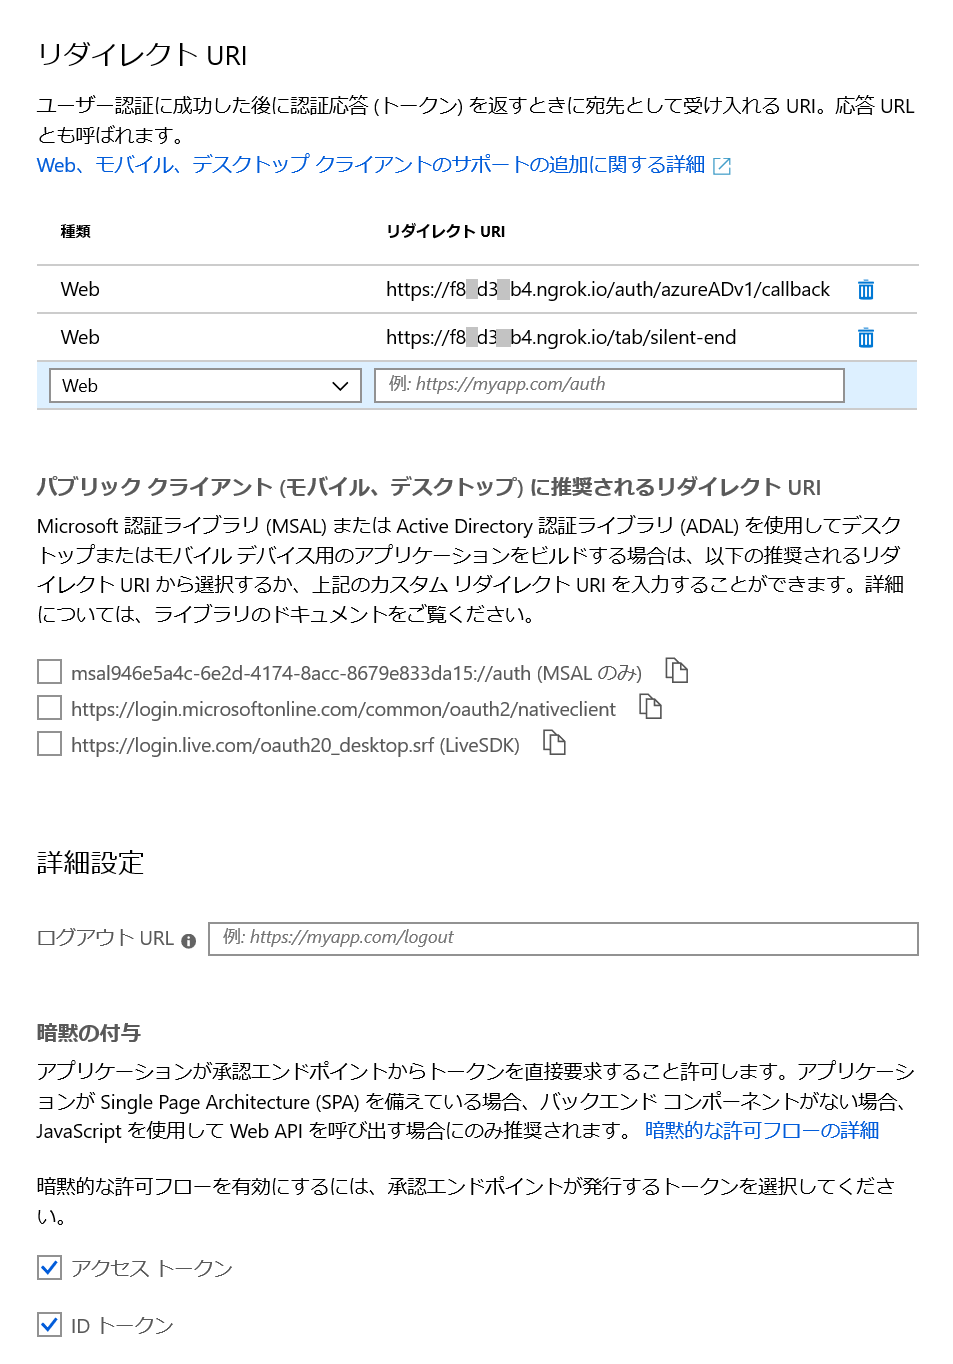 リダイレクト URI
ユーザー認証に成功した後に認証応答 (トークン) を返すときに宛先として受け入れる URI。応答 URL
とも呼ばれます。
Web、モバイル、デスクトップ クライアントのサポートの追加に関する詳細
種類 リダイレクト URI
Web https://f8 d3 b4.ngrok.io/auth/azureADv1/callback
Web https://f8 d3 b4.ngrok.io/tab/silent-end
Web 例: https://myapp.com/auth
パブリック クライアント (モバイル、デスクトップ) に推奨されるリダイレクト URI
Microsoft 認証ライブラリ (MSAL) または Active Directory 認証ライブラリ (ADAL) を使用してデスク
トップまたはモバイル デバイス用のアプリケーションをビルドする場合は、以下の推奨されるリダ
イレクト URI から選択するか、上記のカスタム リダイレクト URI を入力することができます。詳細
については、ライブラリのドキュメントをご覧ください。
msal946e5a4c-6e2d-4174-8acc-8679e833da15://auth (MSAL のみ)
https://login.microsoftonline.com/common/oauth2/nativeclient
https://login.live.com/oauth20_desktop.srf (LiveSDK)
詳細設定
ログアウト URL 例: https://myapp.com/logout
暗黙の付与
アプリケーションが承認エンドポイントからトークンを直接要求すること許可します。アプリケーシ
ョンが Single Page Architecture (SPA) を備えている場合、バックエンド コンポーネントがない場合、
JavaScript を使用して Web API を呼び出す場合にのみ推奨されます。 暗黙的な許可フローの詳細
暗黙的な許可フローを有効にするには、承認エンドポイントが発行するトークンを選択してくださ
い。
アクセス トークン
ID トークン